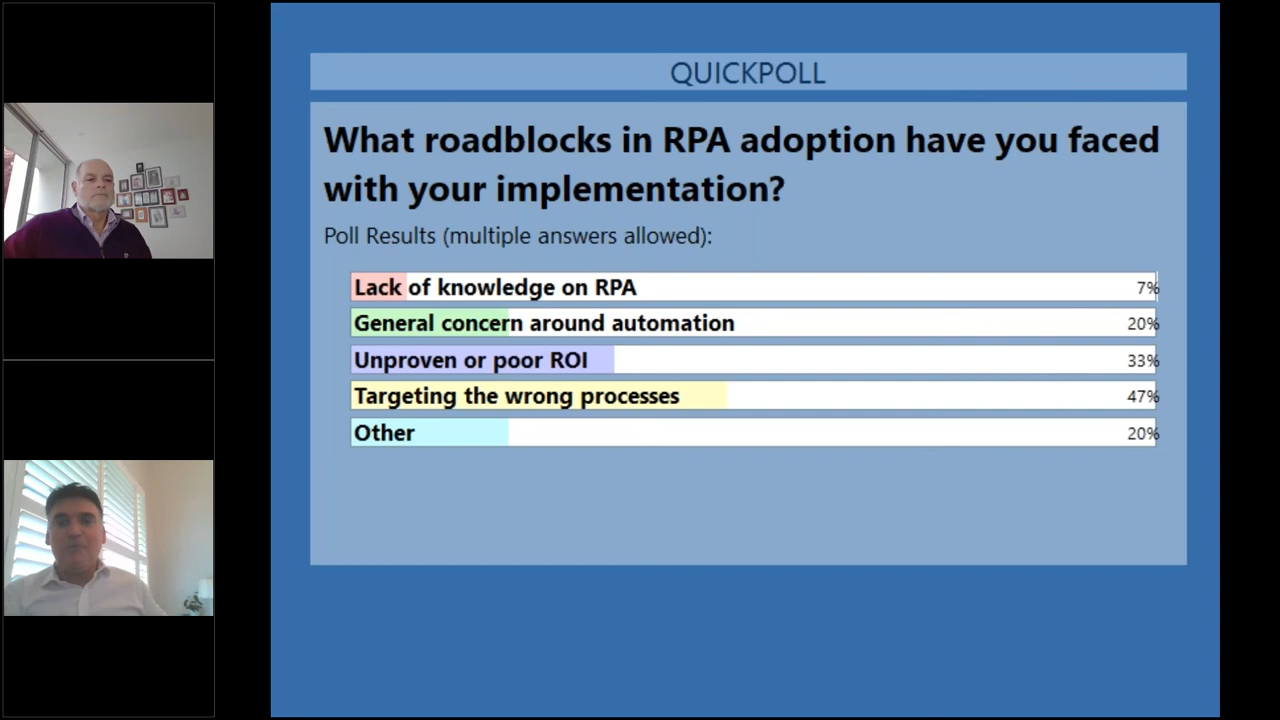 QUICKPOLL
What roadblocks in RPA adoption have you faced
with your implementation?
Poll Results (multiple answers allowed):
Lack of knowledge on RPA 7%
General concern around automation 20%
Unproven or poor ROI 33%
Targeting the wrong processes 47%
Other 20%